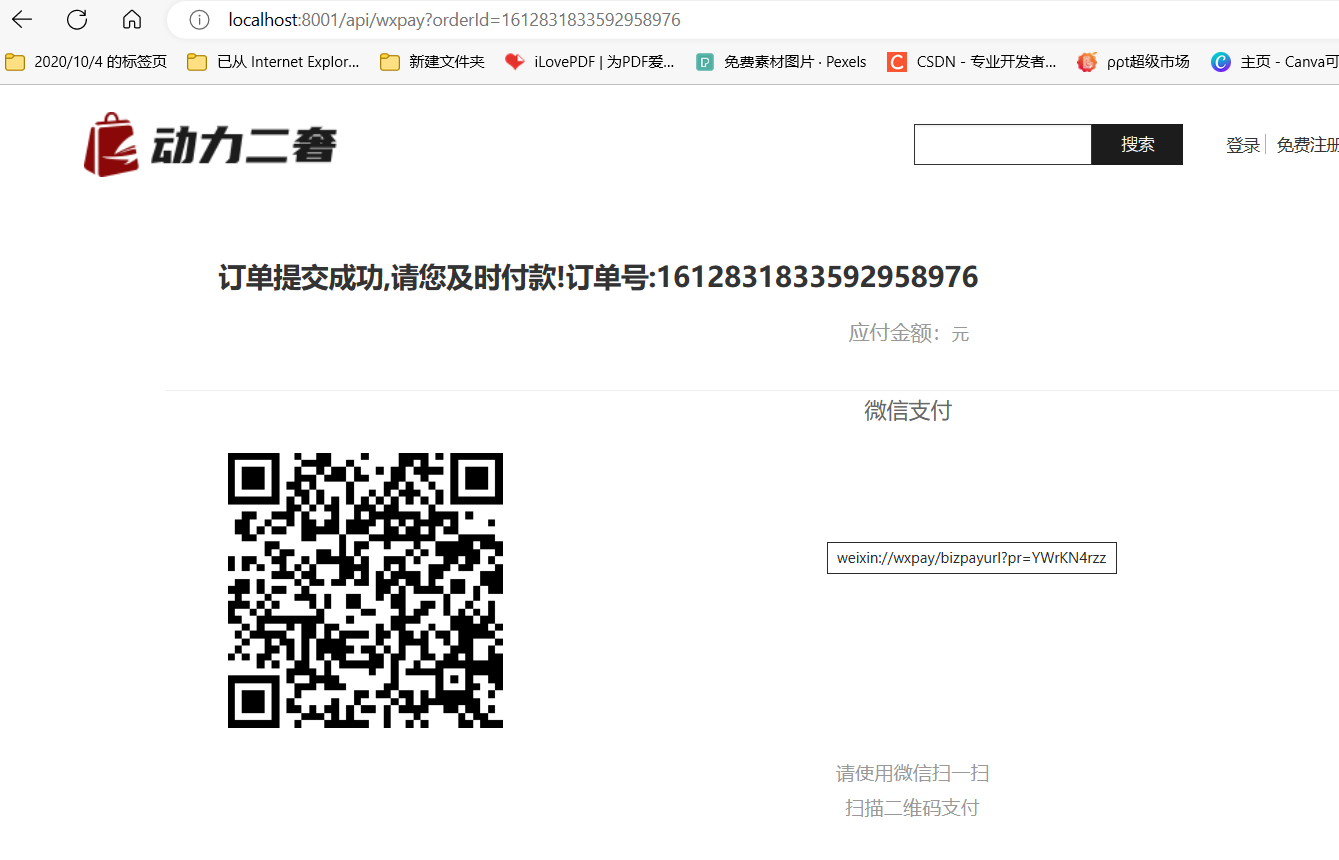 localhost:8001/api/wxpay?orderId=1612831833592958976
2020/10/4 的标签页 已从 Internet Explor... 新建文件夹 iLovePDF | 为PDF爱... 免费素材图片 · Pexels CSDN - 专业开发者... ppt超级市场 主页 - Canva可
动力二奢 搜索 登录 免费注册
订单提交成功,请您及时付款!订单号:1612831833592958976
应付金额：元
微信支付
weixin://wxpay/bizpayurl?pr=YWrKN4rzz
请使用微信扫一扫
扫描二维码支付